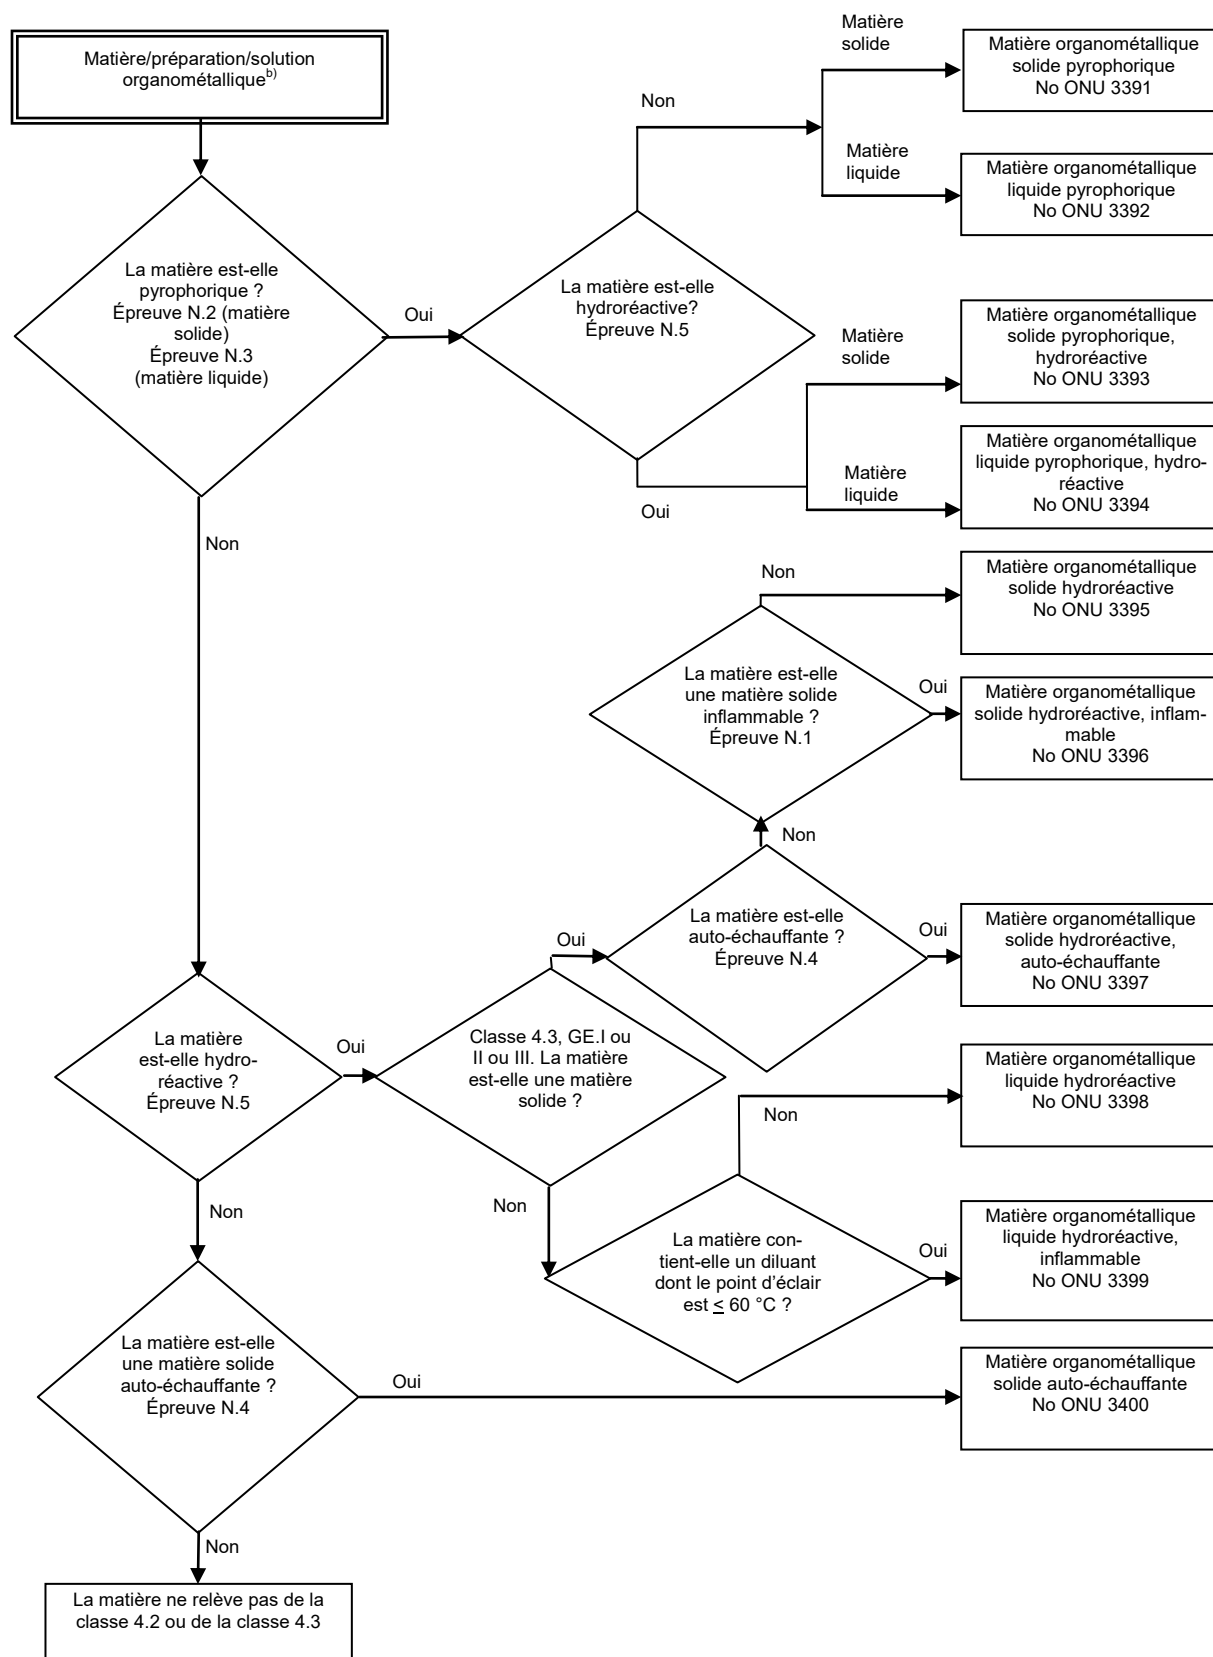 Matière/préparation/solution
organométallique b)
Matière
solide
Matière organométallique
solide pyrophorique
No ONU 3391
Non
Matière
liquide
Matière organométallique
liquide pyrophorique
No ONU 3392
La matière est-elle
pyrophorique ?
Épreuve N.2 (matière
solide)
Épreuve N.3
(matière liquide)
Oui
La matière est-elle
hydroréactive?
Épreuve N.5
Matière
solide
Matière organométallique
solide pyrophorique,
hydroréactive
No ONU 3393
Matière
liquide
Oui
Matière organométallique
liquide pyrophorique, hydro-
réactive
No ONU 3394
Non
Non
Matière organométallique
solide hydroréactive
No ONU 3395
La matière est-elle
une matière solide
inflammable ?
Épreuve N.1
Oui
Matière organométallique
solide hydroréactive, inflam-
mable
No ONU 3396
Non
La matière est-elle
auto-échauffante ?
Épreuve N.4
Oui
Oui
Matière organométallique
solide hydroréactive,
auto-échauffante
No ONU 3397
La matière
est-elle hydro-
réactive ?
Épreuve N.5
Oui
Classe 4.3, GE.I ou
II ou III. La matière
est-elle une matière
solide ?
Matière organométallique
liquide hydroréactive
No ONU 3398
Non
Non
Non
La matière con-
tient-elle un diluant
dont le point d’éclair
est ≤ 60 °C ?
Oui
Matière organométallique
liquide hydroréactive,
inflammable
No ONU 3399
La matière est-elle
une matière solide
auto-échauffante ?
Épreuve N.4
Oui
Matière organométallique
solide auto-échauffante
No ONU 3400
Non
La matière ne relève pas de la
classe 4.2 ou de la classe 4.3